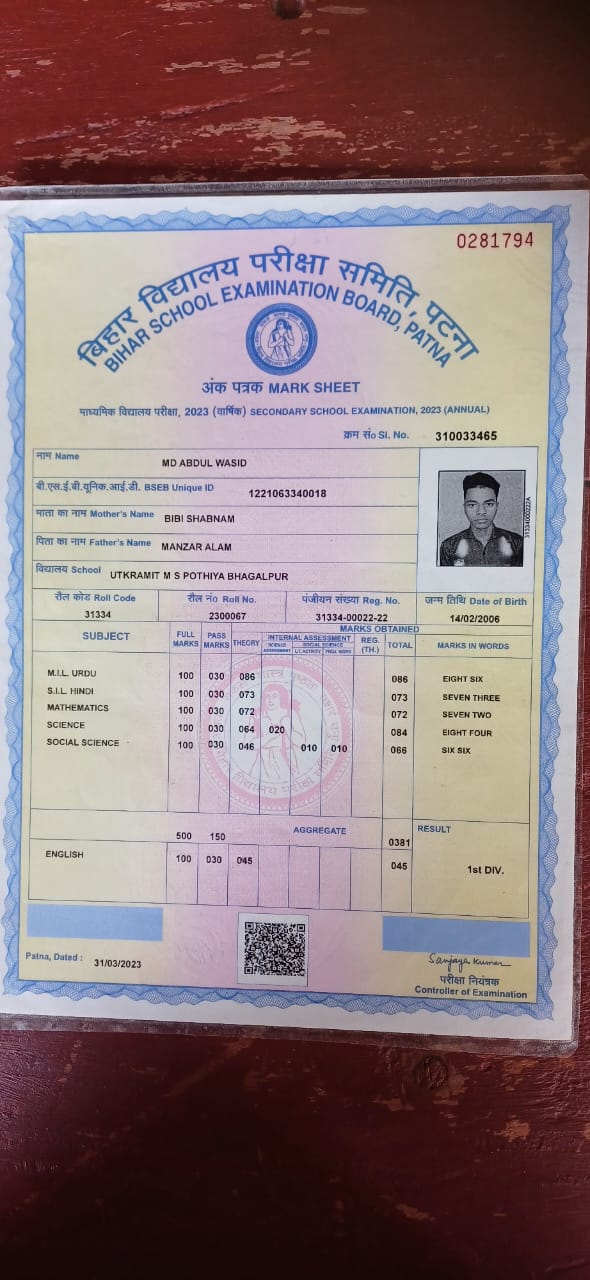 0281794
बिहार विद्यालय परीक्षा समिति, पटना
BIHAR SCHOOL EXAMINATION BOARD, PATNA
अंक पत्रक MARK SHEET
माध्यमिक विद्यालय परीक्षा, 2023 (वार्षिक) SECONDARY SCHOOL EXAMINATION, 2023 (ANNUAL)
क्रम सं० Sl. No. 310033465
नाम Name MD ABDUL WASID
बी.एस.ई.बी.यूनिक.आई.डी. BSEB Unique ID 1221063340018
माता का नाम Mother's Name BIBI SHABNAM
पिता का नाम Father's Name MANZAR ALAM
विद्यालय School UTKRAMIT M S POTHIYA BHAGALPUR
रौल कोड Roll Code रौल नं० Roll No. पंजीयन संख्या Reg. No. जन्म तिथि Date of Birth
31334 2300067 31334-00022-22 14/02/2006
MARKS OBTAINED
SUBJECT FULL MARKS PASS MARKS THEORY INTERNAL ASSESSMENT REG. (TH.) TOTAL MARKS IN WORDS
M.I.L. URDU 100 030 086 086 EIGHT SIX
S.I.L. HINDI 100 030 073 073 SEVEN THREE
MATHEMATICS 100 030 072 072 SEVEN TWO
SCIENCE 100 030 064 020 084 EIGHT FOUR
SOCIAL SCIENCE 100 030 046 010 010 066 SIX SIX
500 150 AGGREGATE 0381 RESULT
ENGLISH 100 030 045 045 1st DIV.
Patna, Dated : 31/03/2023
Sanjaya Kumar
परीक्षा नियंत्रक
Controller of Examination